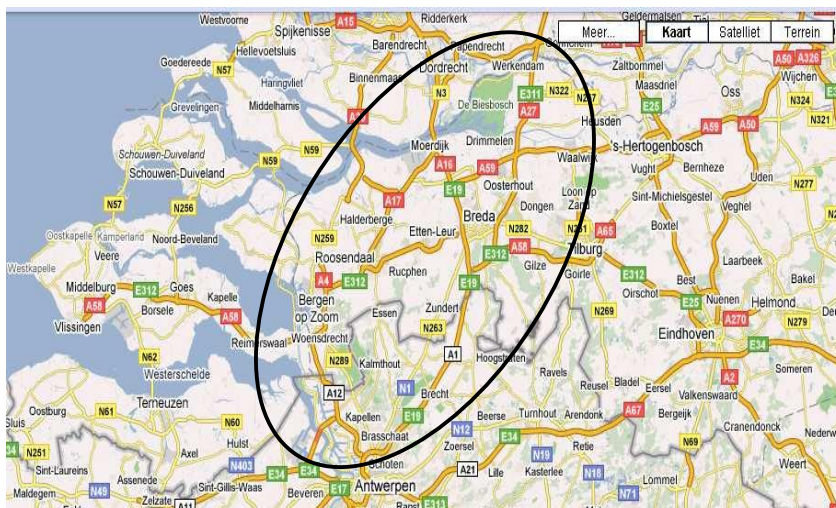 Westvoorne
Spijkenisse
A15
Ridderkerk
Geldermalsen
Meer...
Kaart
Satelliet
Terrein
Hellevoetsluis
Barendrecht
Papendrecht
Goedereede
N57
Haringvliet
Binnenmaas
Dordrecht
Werkendam
Zaltbommel
A50
A326
Wijchen
Grevelingen
Middelharnis
N3
De Biesbosch
E311
N322
Maasdriel
Oss
N324
A27
E25
Heusden
A59
A50
N321
Schouwen-Duiveland
N59
N59
Moerdijk
Drimmelen
's-Hertogenbosch
Schouwen-Duiveland
A16
A59
Waalwijk
Vught
Bernheze
Uden
E19
Oosterhout
Loon op
Zand
Sint-Michielsgestel
N277
N57
N256
A17
Halderberge
Breda
Dongen
Veghel
Oostkapelle
Kamperland
Noord-Beveland
N259
Etten-Leur
N282
N261
A65
Boxtel
Westkapelle
Veere
Roosendaal
E312
A58
Tilburg
Laarbeek
Middelburg
E312
Goes
A4
E312
Rucphen
Gilze
Goirle
E312
Best
Bakel
A58
Borsele
Kapelle
Bergen
op Zoom
E19
Oirschot
E25
Nuenen
Helmond
Vlissingen
A58
Essen
Zundert
N269
A270
N279
Reimerswaal
Woensdrecht
N263
Eindhoven
N62
N289
Kalmthout
A1
Hoogstraten
E34
Westerschelde
Ravels
Reusel
Bladel
Eersel
A2
Someren
Terneuzen
A12
N1
Brecht
Valkenswaard
Oostburg
N61
N60
Kapellen
E19
Beerse
Turnhout
Arendonk
A67
Bergeijk
Cranendonck
Sluis
Hulst
Brasschaat
N12
N69
E34
N251
Axel
Zoersel
E34
N19
Retie
Weert
Sint-Laureins
N403
E34
E34
Schoten
A21
Lille
Kasterlee
N18
Assenede
Sint-Gillis-Waas
E17
Antwerpen
Lommel
Maldegem
N49
Zelzate
A11
Beveren
Ranst
E313
N71